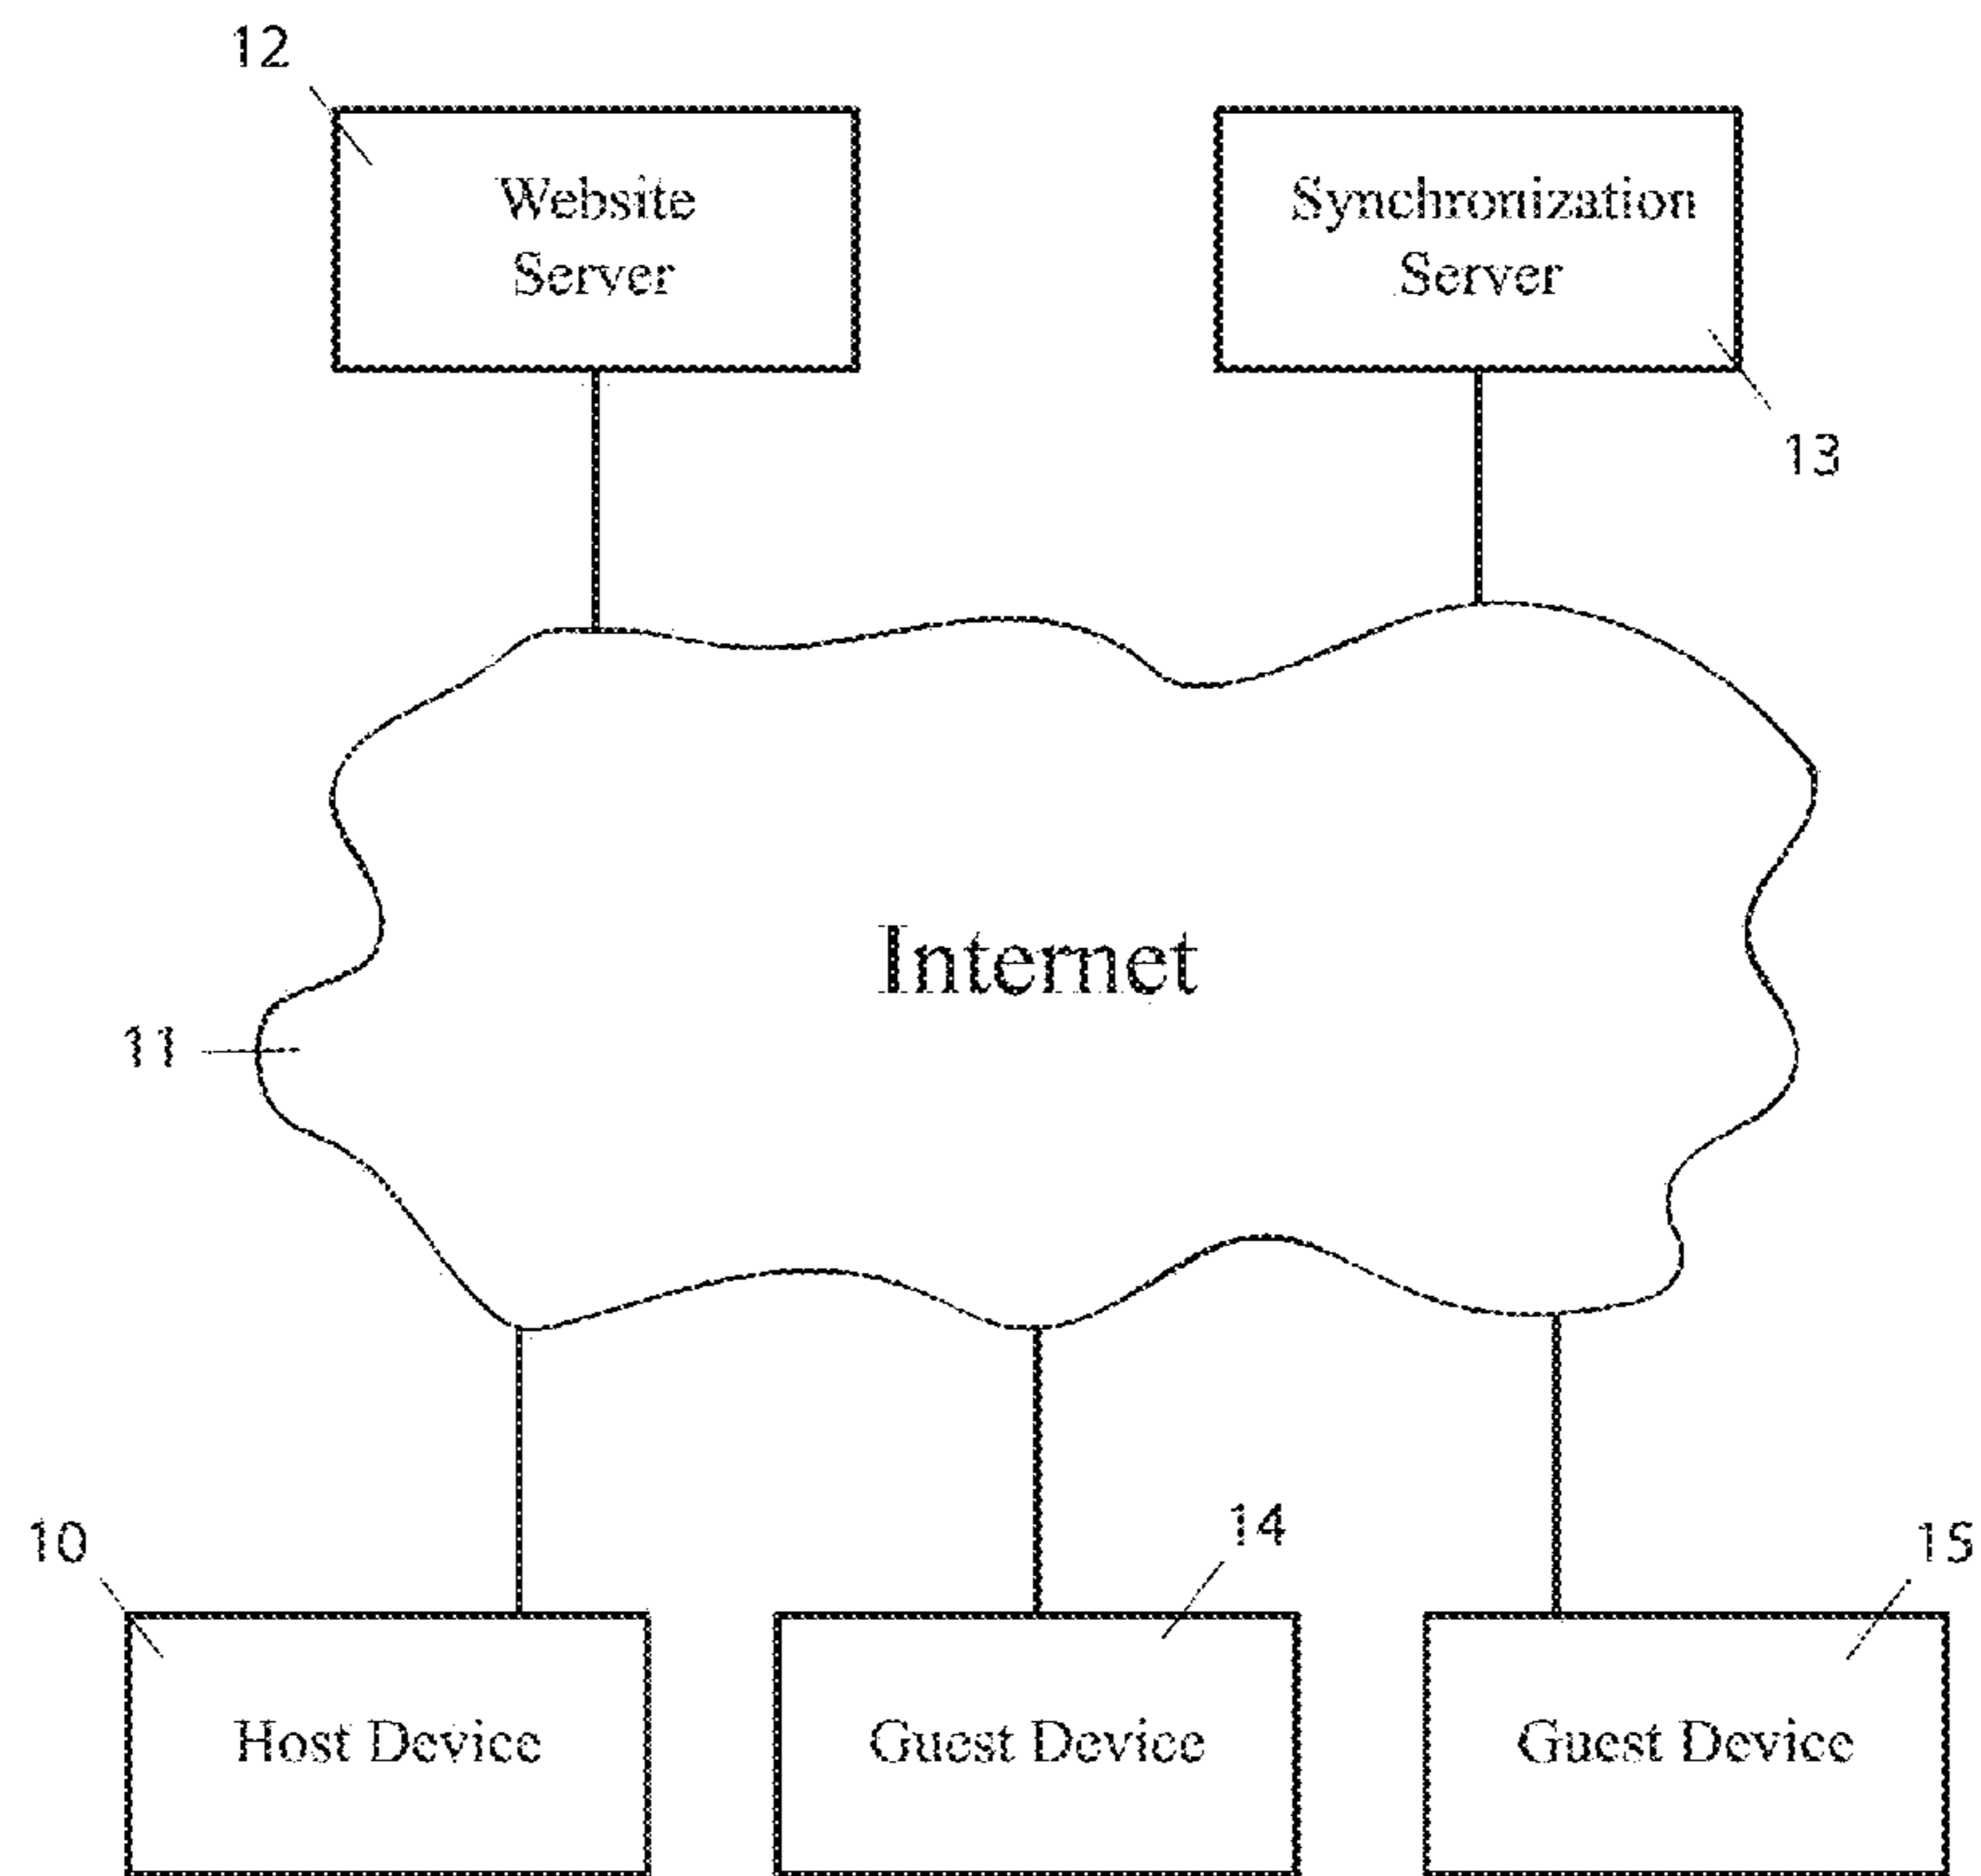 12
Website
Server
Synchronization
Server
13
Internet
11
10
14
15
Host Device
Guest Device
Guest Device